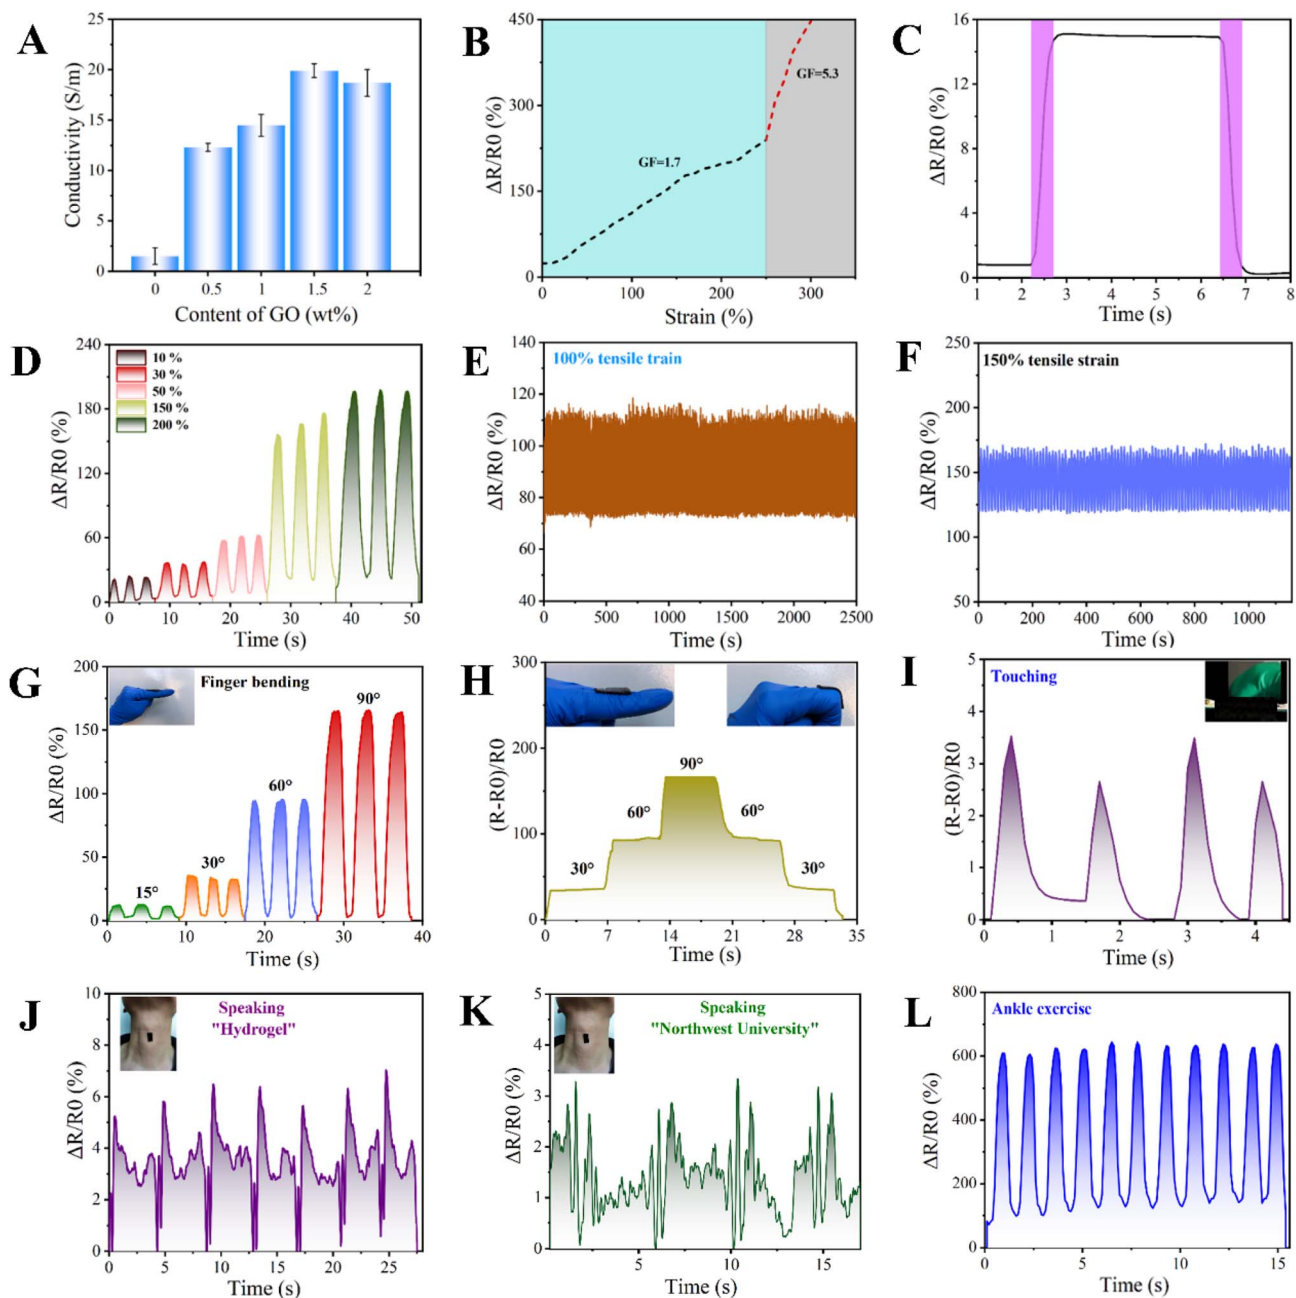 A
Conductivity (S/m)
25
20
15
10
5
0
0 0.5 1 1.5 2
Content of GO (wt%)
B
ΔR/R0 (%)
450
300
150
0
GF=1.7
GF=5.3
0 100 200 300
Strain (%)
C
ΔR/R0 (%)
16
12
8
4
0
1 2 3 4 5 6 7 8
Time (s)
D
ΔR/R0 (%)
240
180
120
60
0
10 %
30 %
50 %
150 %
200 %
0 10 20 30 40 50
Time (s)
E
100% tensile train
ΔR/R0 (%)
140
120
100
80
60
40
0 500 1000 1500 2000 2500
Time (s)
F
150% tensile strain
ΔR/R0 (%)
250
200
150
100
50
0 200 400 600 800 1000
Time (s)
G
Finger bending
ΔR/R0 (%)
200
150
100
50
0
15°
30°
60°
90°
0 10 20 30 40
Time (s)
H
(R-R0)/R0
300
200
100
0
30°
60°
90°
60°
30°
0 7 14 21 28 35
Time (s)
I
Touching
(R-R0)/R0
5
4
3
2
1
0
0 1 2 3 4
Time (s)
J
Speaking
"Hydrogel"
ΔR/R0 (%)
10
8
6
4
2
0
0 5 10 15 20 25
Time (s)
K
Speaking
"Northwest University"
ΔR/R0 (%)
5
4
3
2
1
0
5 10 15
Time (s)
L
Ankle exercise
ΔR/R0 (%)
800
600
400
200
0
0 5 10 15
Time (s)